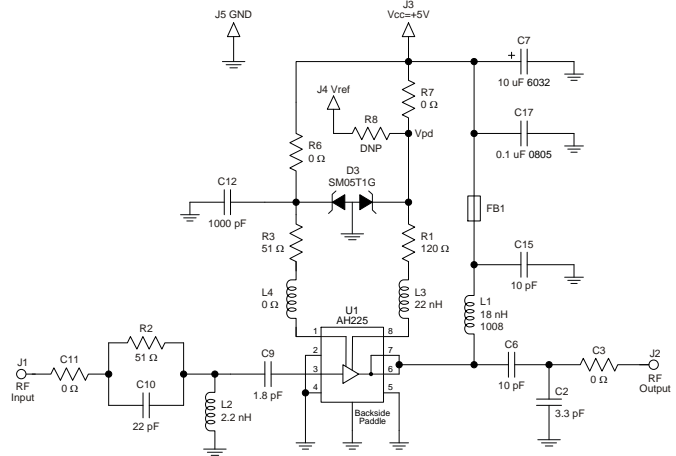 J5 GND
J3
Vcc=+5V
C7
+
10 uF 6032
R7
0 Ω
J4 Vref
R8
DNP
Vpd
C17
0.1 uF 0805
R6
0 Ω
C12
1000 pF
D3
SM05T1G
FB1
R3
51 Ω
R1
120 Ω
C15
10 pF
L4
0 Ω
L3
22 nH
L1
18 nH
1008
U1
AH225
1
2
3
4
8
7
6
5
Backside
Paddle
J1
RF
Input
C11
0 Ω
R2
51 Ω
C10
22 pF
L2
2.2 nH
C9
1.8 pF
C6
10 pF
C2
3.3 pF
C3
0 Ω
J2
RF
Output